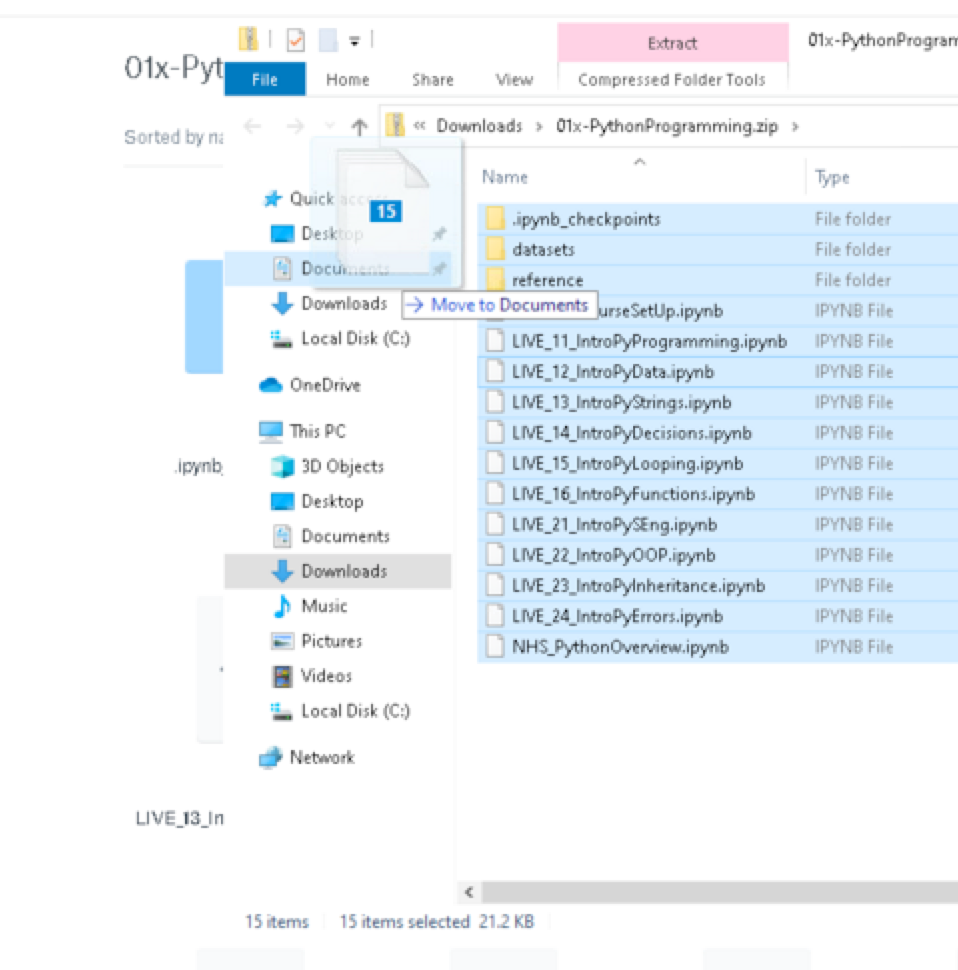 Extract
01x-PythonProgram
01x-Pyt
File Home Share View Compressed Folder Tools
« Downloads › 01x-PythonProgramming.zip ›
Sorted by na
Name Type
Quick access
15
Desktop
Documents
Downloads
→ Move to Documents
Local Disk (C:)
OneDrive
This PC
3D Objects
Desktop
Documents
Downloads
Music
Pictures
Videos
Local Disk (C:)
Network
.ipynb_checkpoints File folder
datasets File folder
reference File folder
urseSetUp.ipynb IPYNB File
LIVE_11_IntroPyProgramming.ipynb IPYNB File
LIVE_12_IntroPyData.ipynb IPYNB File
LIVE_13_IntroPyStrings.ipynb IPYNB File
LIVE_14_IntroPyDecisions.ipynb IPYNB File
LIVE_15_IntroPyLooping.ipynb IPYNB File
LIVE_16_IntroPyFunctions.ipynb IPYNB File
LIVE_21_IntroPySEng.ipynb IPYNB File
LIVE_22_IntroPyOOP.ipynb IPYNB File
LIVE_23_IntroPyInheritance.ipynb IPYNB File
LIVE_24_IntroPyErrors.ipynb IPYNB File
NHS_PythonOverview.ipynb IPYNB File
.ipynb_
LIVE_13_In
15 items 15 items selected 21.2 KB